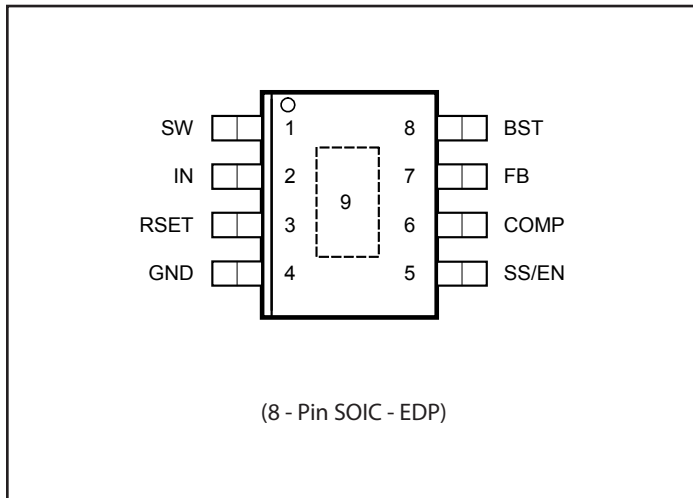 SW 1 8 BST
IN 2 7 FB
9
RSET 3 6 COMP
GND 4 5 SS/EN
(8 - Pin SOIC - EDP)